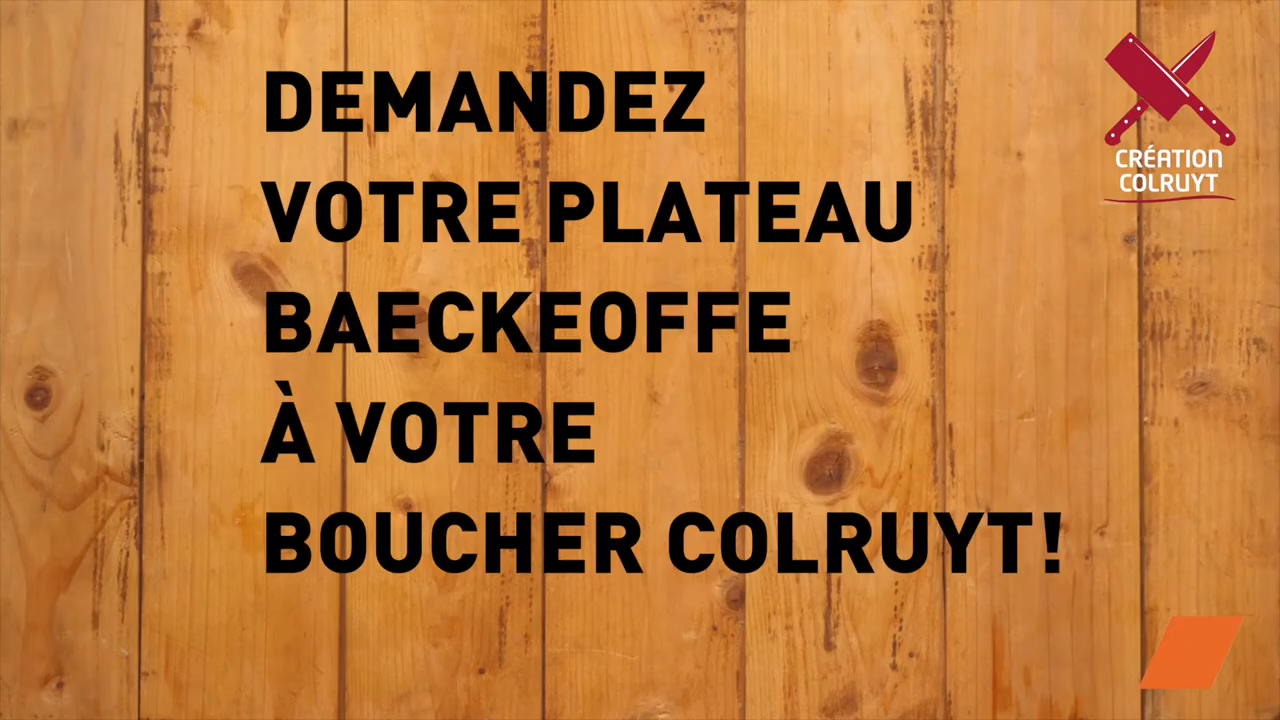 DEMANDEZ
VOTRE PLATEAU
BAECKEOFFE
À VOTRE
BOUCHER COLRUYT!
CRÉATION
COLRUYT